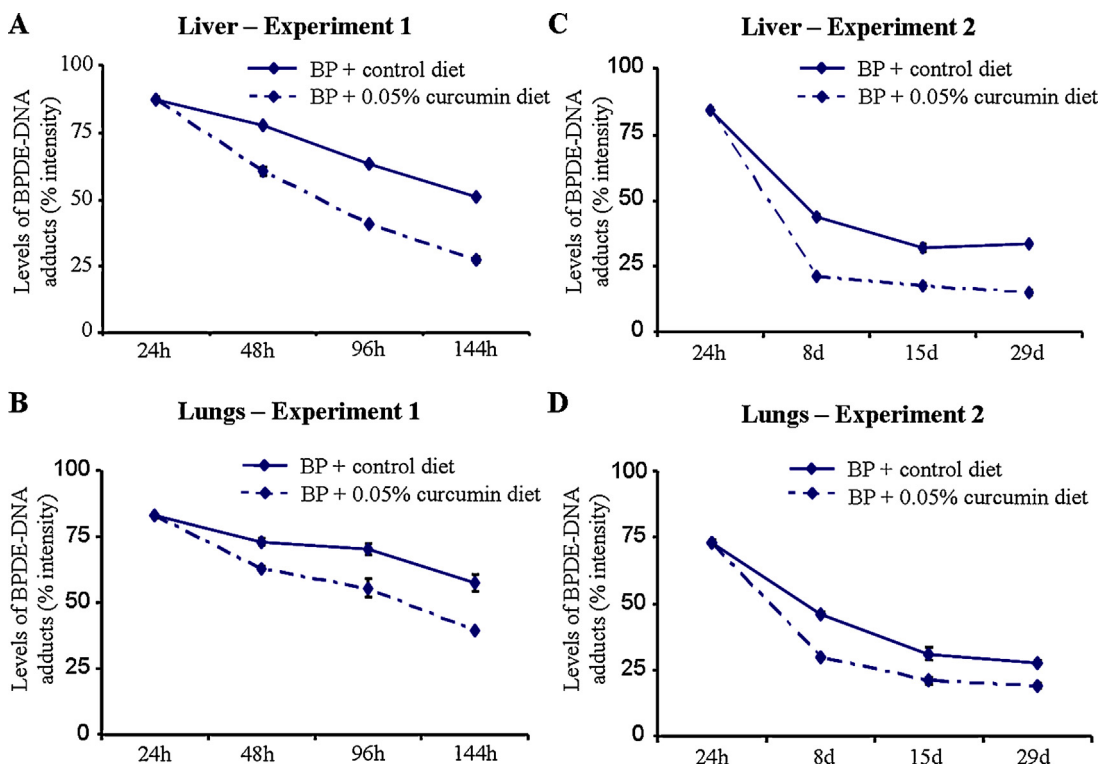 A
Liver – Experiment 1
BP + control diet
BP + 0.05% curcumin diet
Levels of BPDE-DNA
adducts (% intensity)
100
75
50
25
0
24h
48h
96h
144h
C
Liver – Experiment 2
BP + control diet
BP + 0.05% curcumin diet
Levels of BPDE-DNA
adducts (% intensity)
100
75
50
25
0
24h
8d
15d
29d
B
Lungs – Experiment 1
BP + control diet
BP + 0.05% curcumin diet
Levels of BPDE-DNA
adducts (% intensity)
100
75
50
25
0
24h
48h
96h
144h
D
Lungs – Experiment 2
BP + control diet
BP + 0.05% curcumin diet
Levels of BPDE-DNA
adducts (% intensity)
100
75
50
25
0
24h
8d
15d
29d